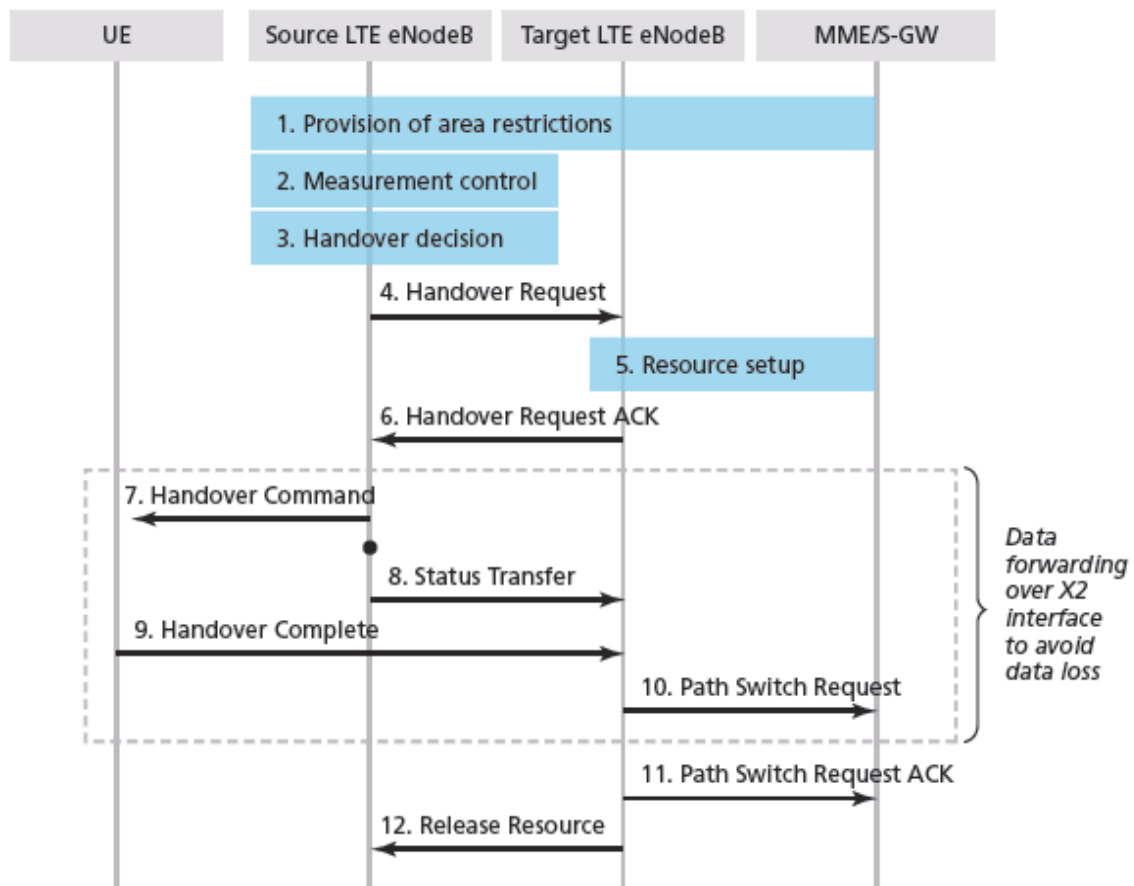 UE
Source LTE eNodeB
Target LTE eNodeB
MME/S-GW
1. Provision of area restrictions
2. Measurement control
3. Handover decision
4. Handover Request
5. Resource setup
6. Handover Request ACK
7. Handover Command
8. Status Transfer
9. Handover Complete
10. Path Switch Request
Data
forwarding
over X2
interface
to avoid
data loss
11. Path Switch Request ACK
12. Release Resource